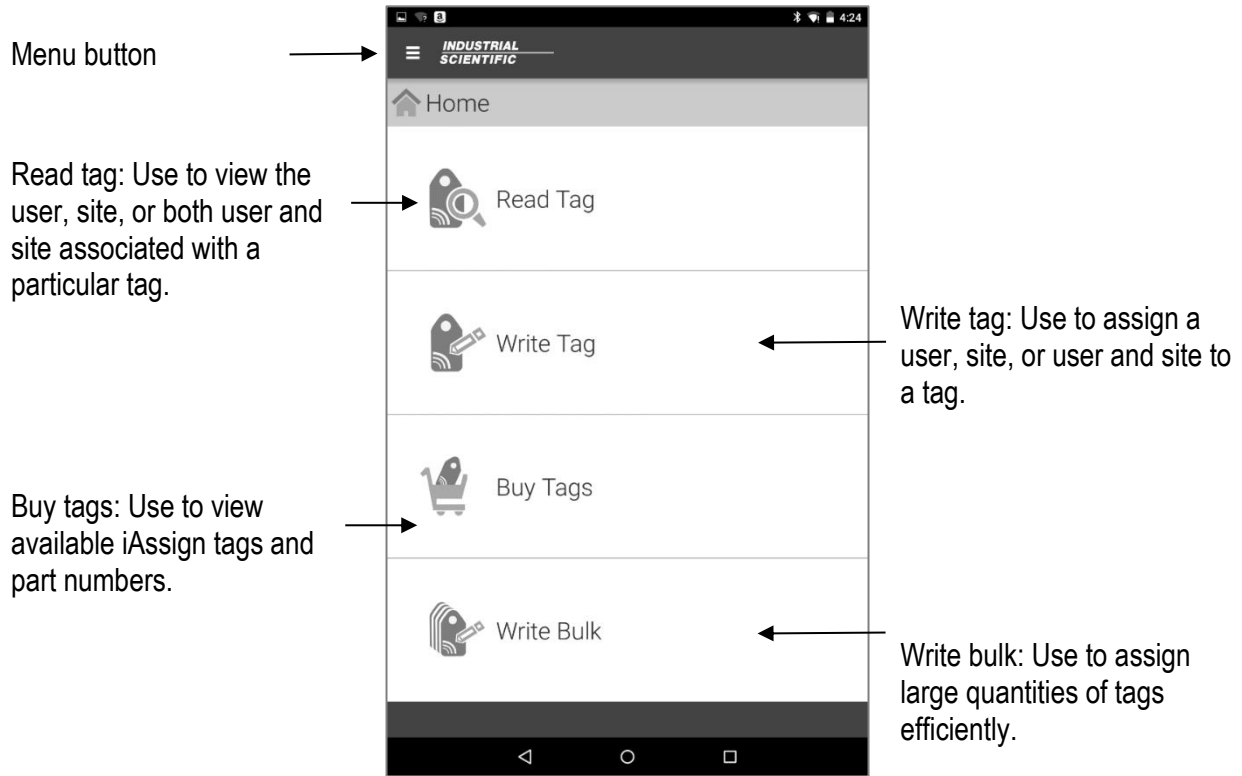 4:24
Menu button
INDUSTRIAL
SCIENTIFIC
Home
Read tag: Use to view the
user, site, or both user and
site associated with a
particular tag.
Read Tag
Write Tag
Write tag: Use to assign a
user, site, or user and site to
a tag.
Buy tags: Use to view
available iAssign tags and
part numbers.
Buy Tags
Write Bulk
Write bulk: Use to assign
large quantities of tags
efficiently.